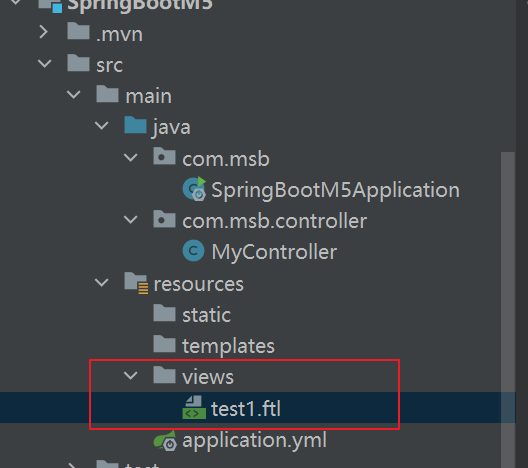 SpringBootM5
.mvn
src
main
java
com.msb
SpringBootM5Application
com.msb.controller
MyController
resources
static
templates
views
test1.ftl
application.yml
test